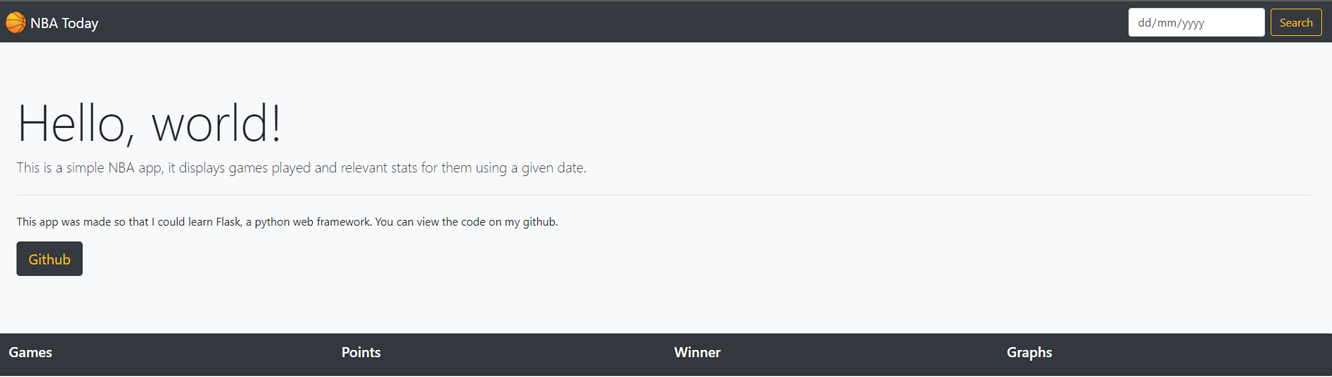 NBA Today dd/mm/yyyy Search
Hello, world!
This is a simple NBA app, it displays games played and relevant stats for them using a given date.
This app was made so that I could learn Flask, a python web framework. You can view the code on my github.
Github
Games Points Winner Graphs